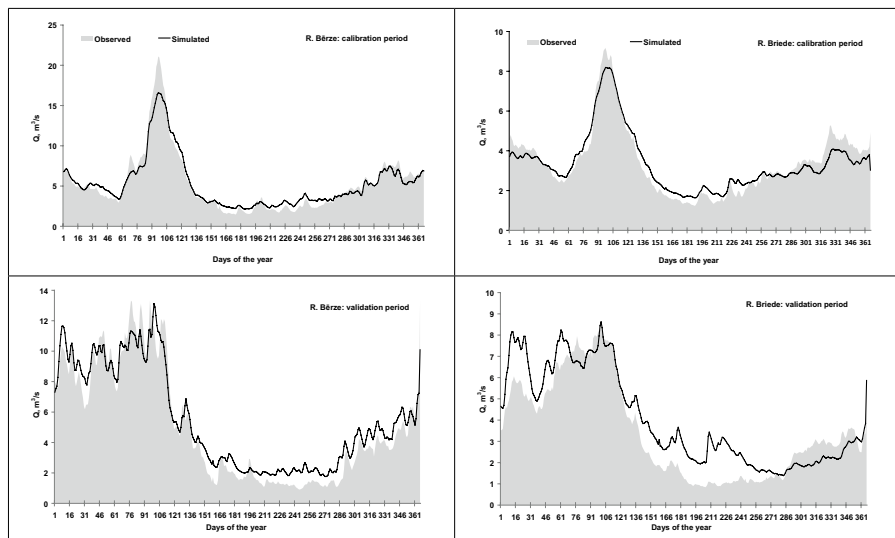 Observed Simulated R. Bērze: calibration period
Q, m³/s
25
20
15
10
5
0
1 16 31 46 61 76 91 106 121 136 151 166 181 196 211 226 241 256 271 286 301 316 331 346 361
Days of the year
Observed Simulated R. Briede: calibration period
Q, m³/s
10
8
6
4
2
0
1 16 31 46 61 76 91 106 121 136 151 166 181 196 211 226 241 256 271 286 301 316 331 346 361
Days of the year
R. Bērze: validation period
Q, m³/s
14
12
10
8
6
4
2
0
1 16 31 46 61 76 91 106 121 136 151 166 181 196 211 226 241 256 271 286 301 316 331 346 361
Days of the year
R. Briede: validation period
Q, m³/s
10
9
8
7
6
5
4
3
2
1
0
1 16 31 46 61 76 91 106 121 136 151 166 181 196 211 226 241 256 271 286 301 316 331 346 361
Days of the year